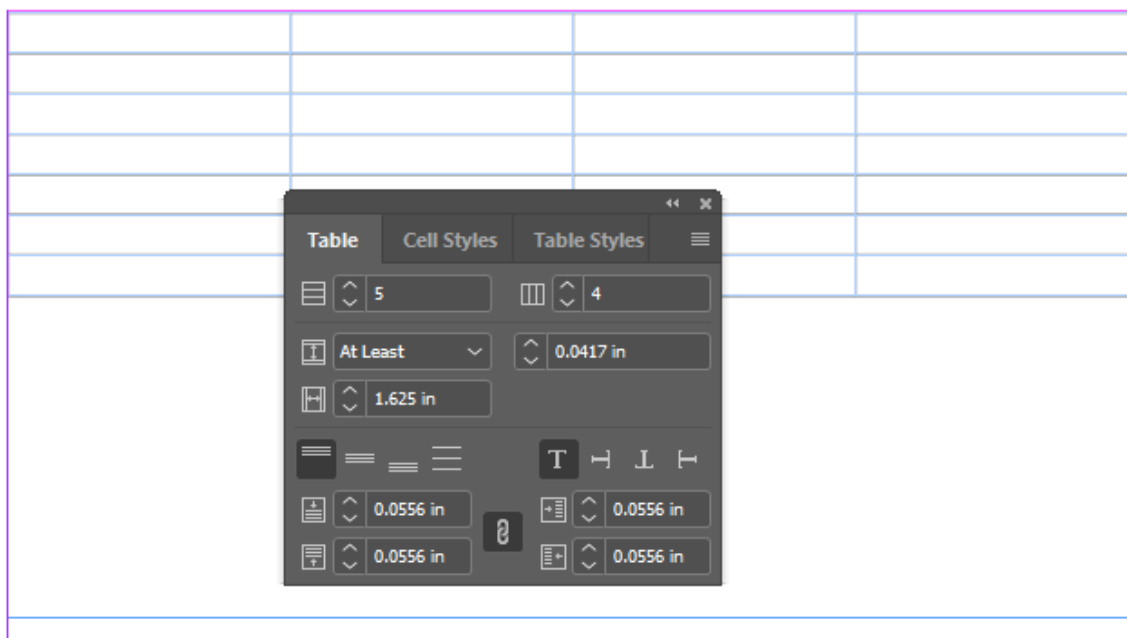 Table Cell Styles Table Styles
5 4
At Least 0.0417 in
1.625 in
T
0.0556 in 0.0556 in
0.0556 in 0.0556 in